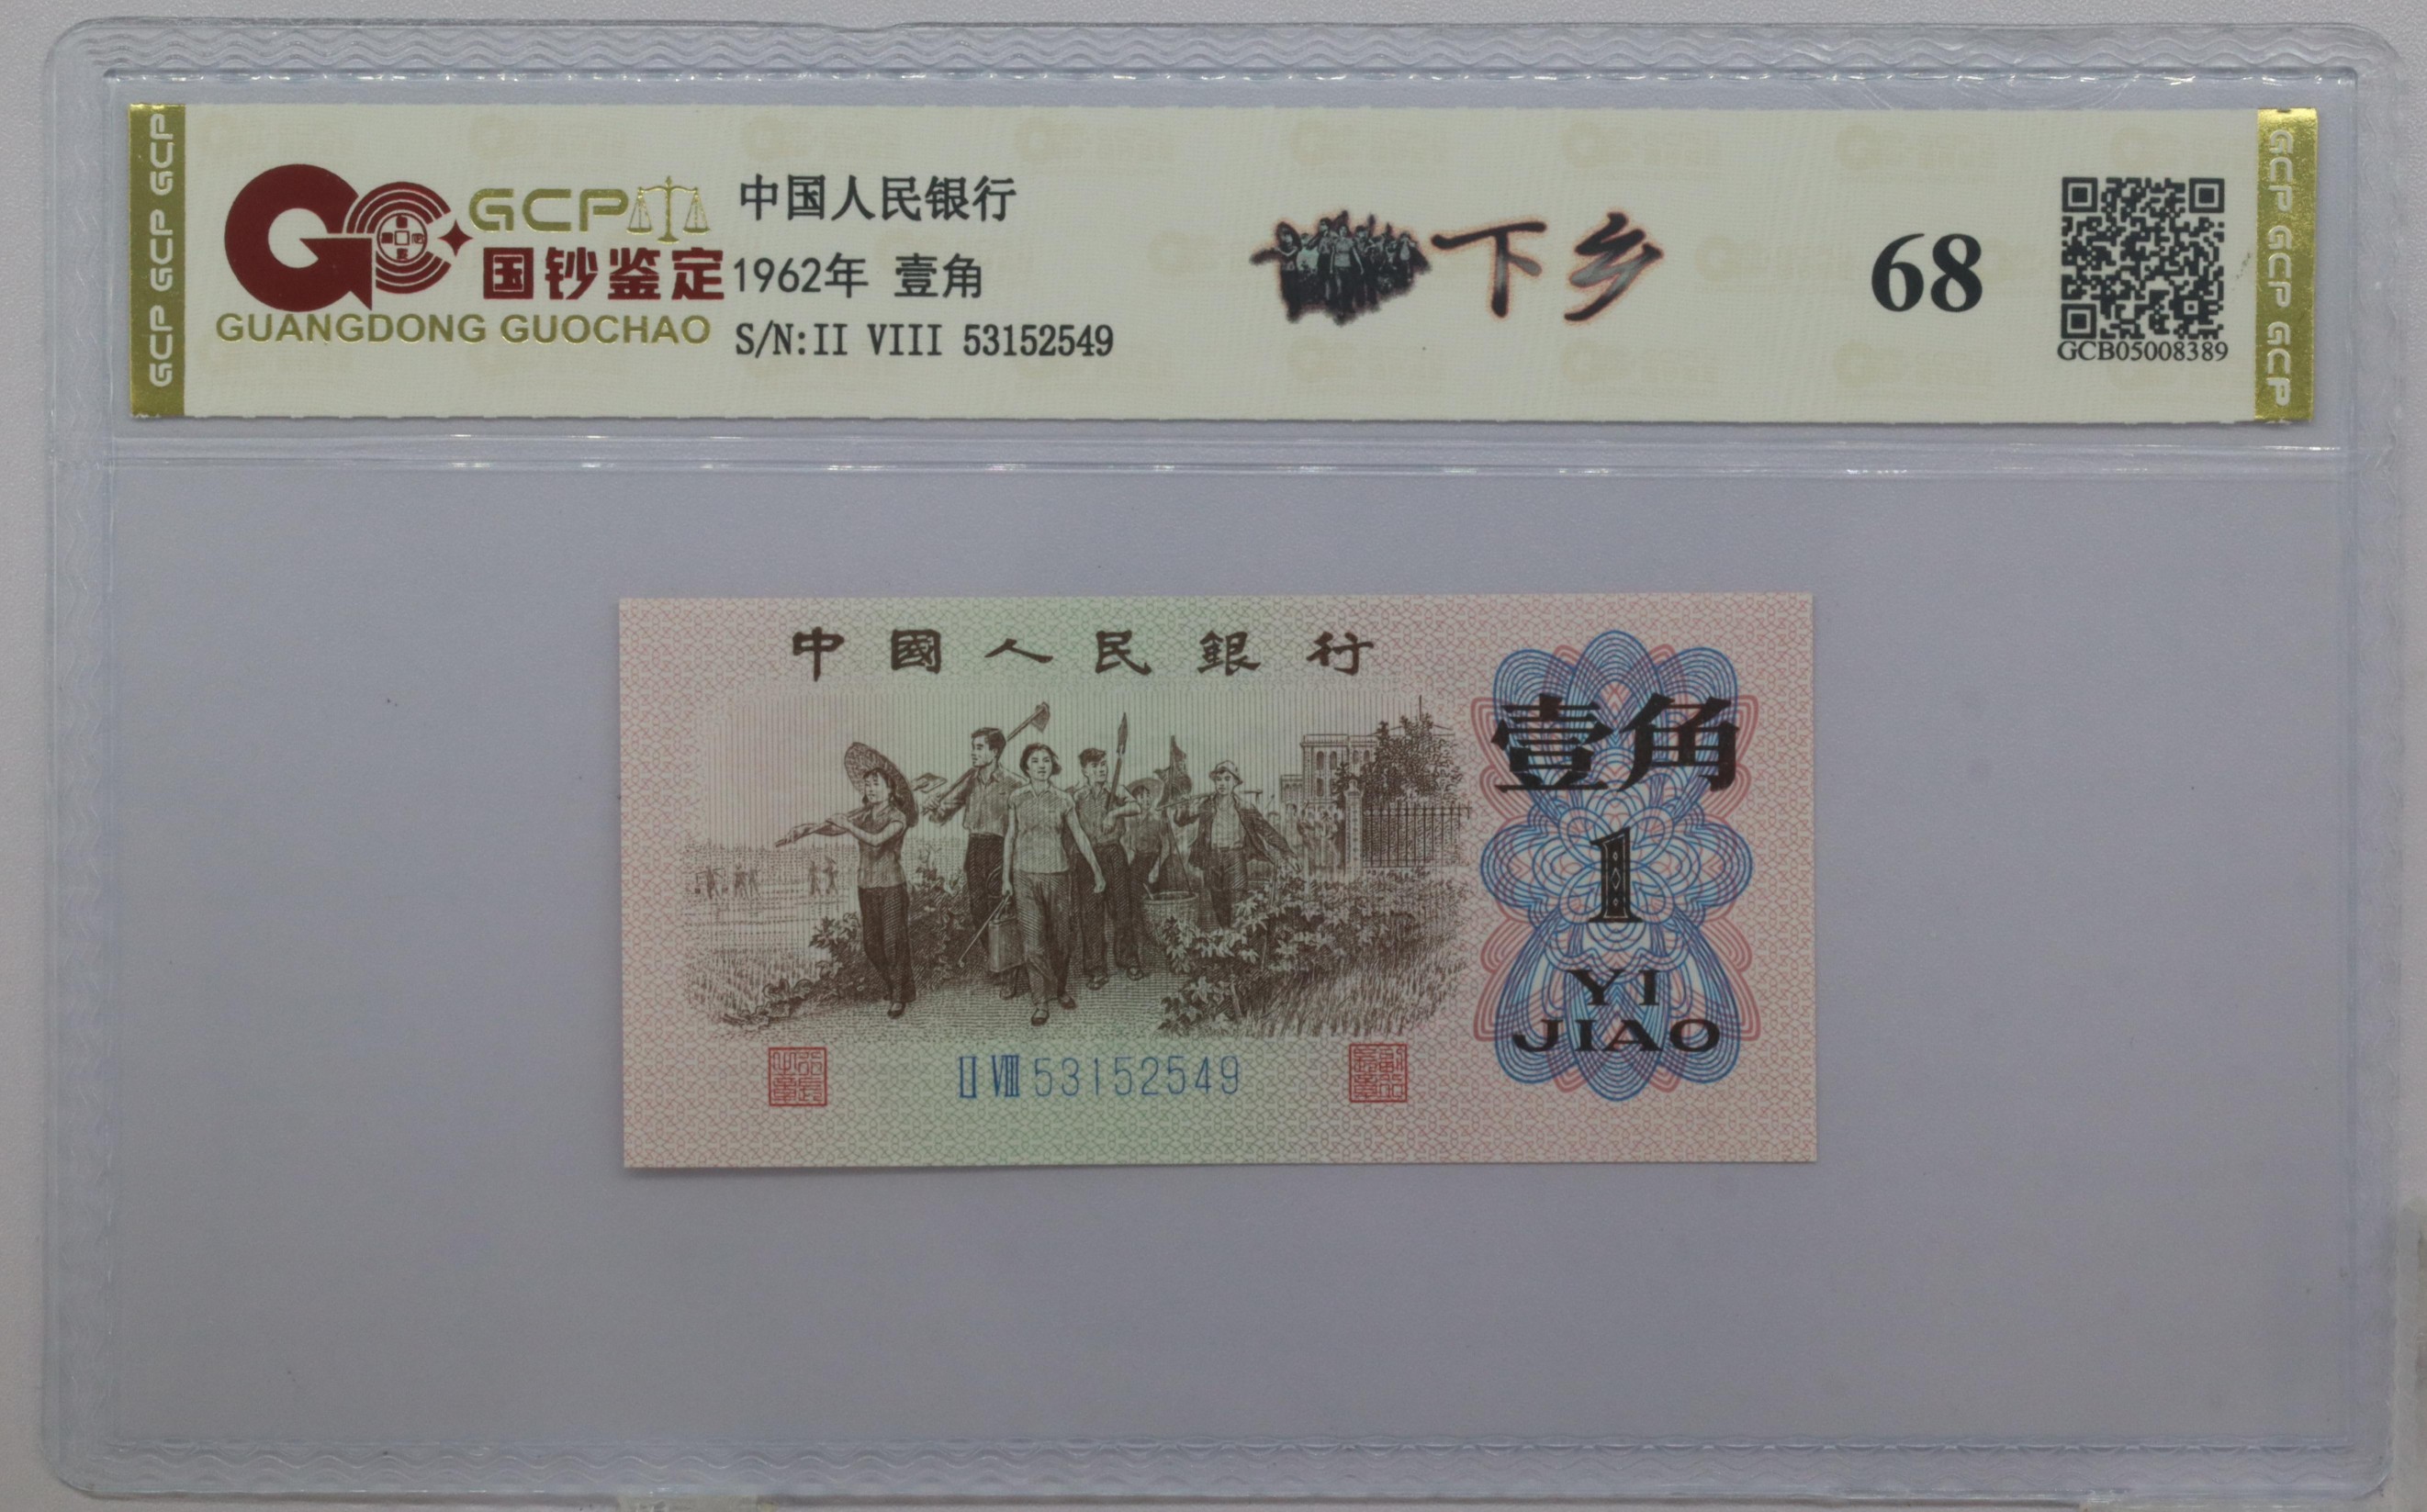 GCP GCP GCP
GCP
国钞鉴定
GUANGDONG GUOCHAO
中国人民银行
1962年 壹角
S/N:II VIII 53152549
下乡
68
GCB05008389
GCP GCP GCP
中國人民銀行
壹角
1
YI
JIAO
II VIII 53152549